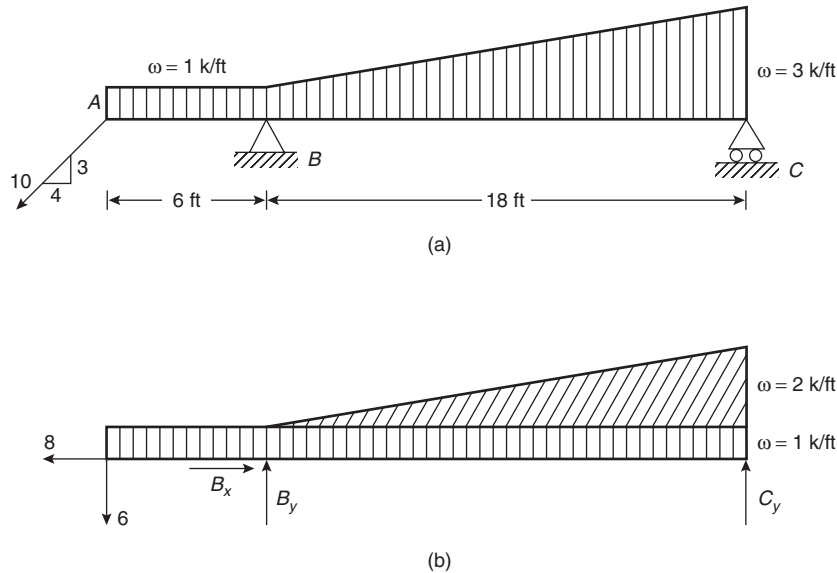 ω = 1 k/ft
ω = 3 k/ft
A
B
C
10
3
4
6 ft
18 ft
(a)
ω = 2 k/ft
ω = 1 k/ft
8
B_x
B_y
C_y
6
(b)